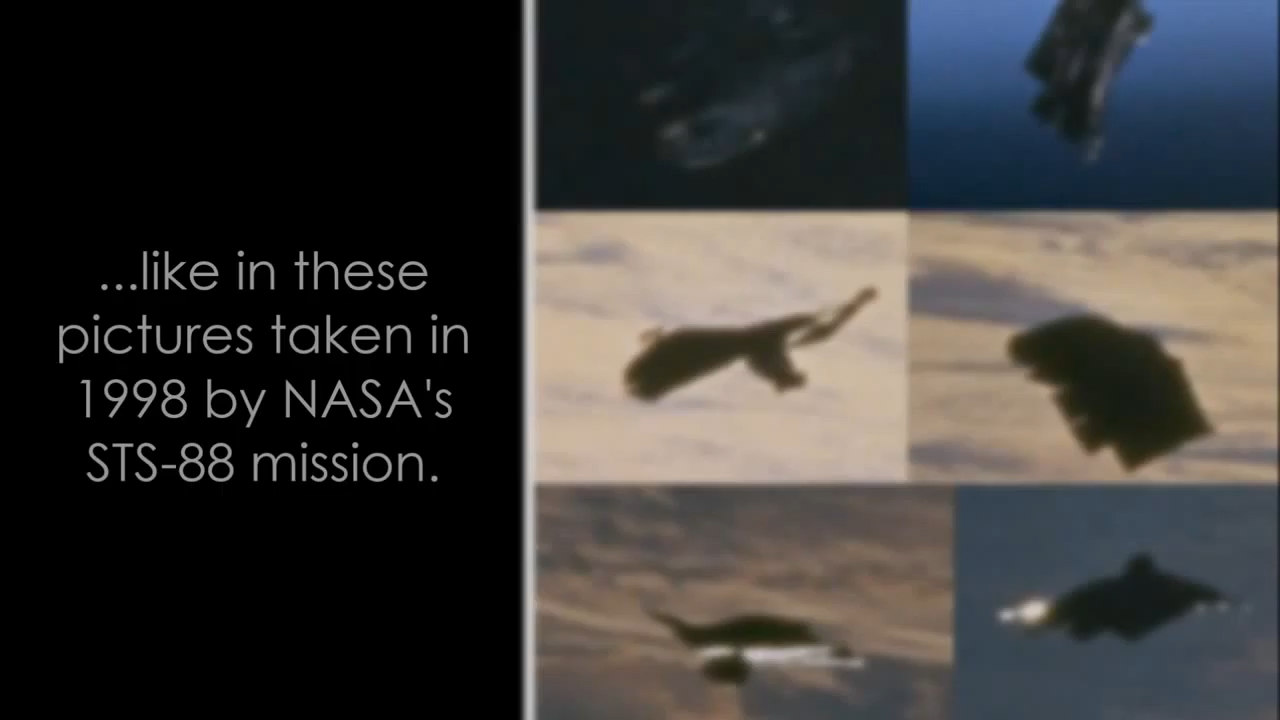 ...like in these
pictures taken in
1998 by NASA's
STS-88 mission.